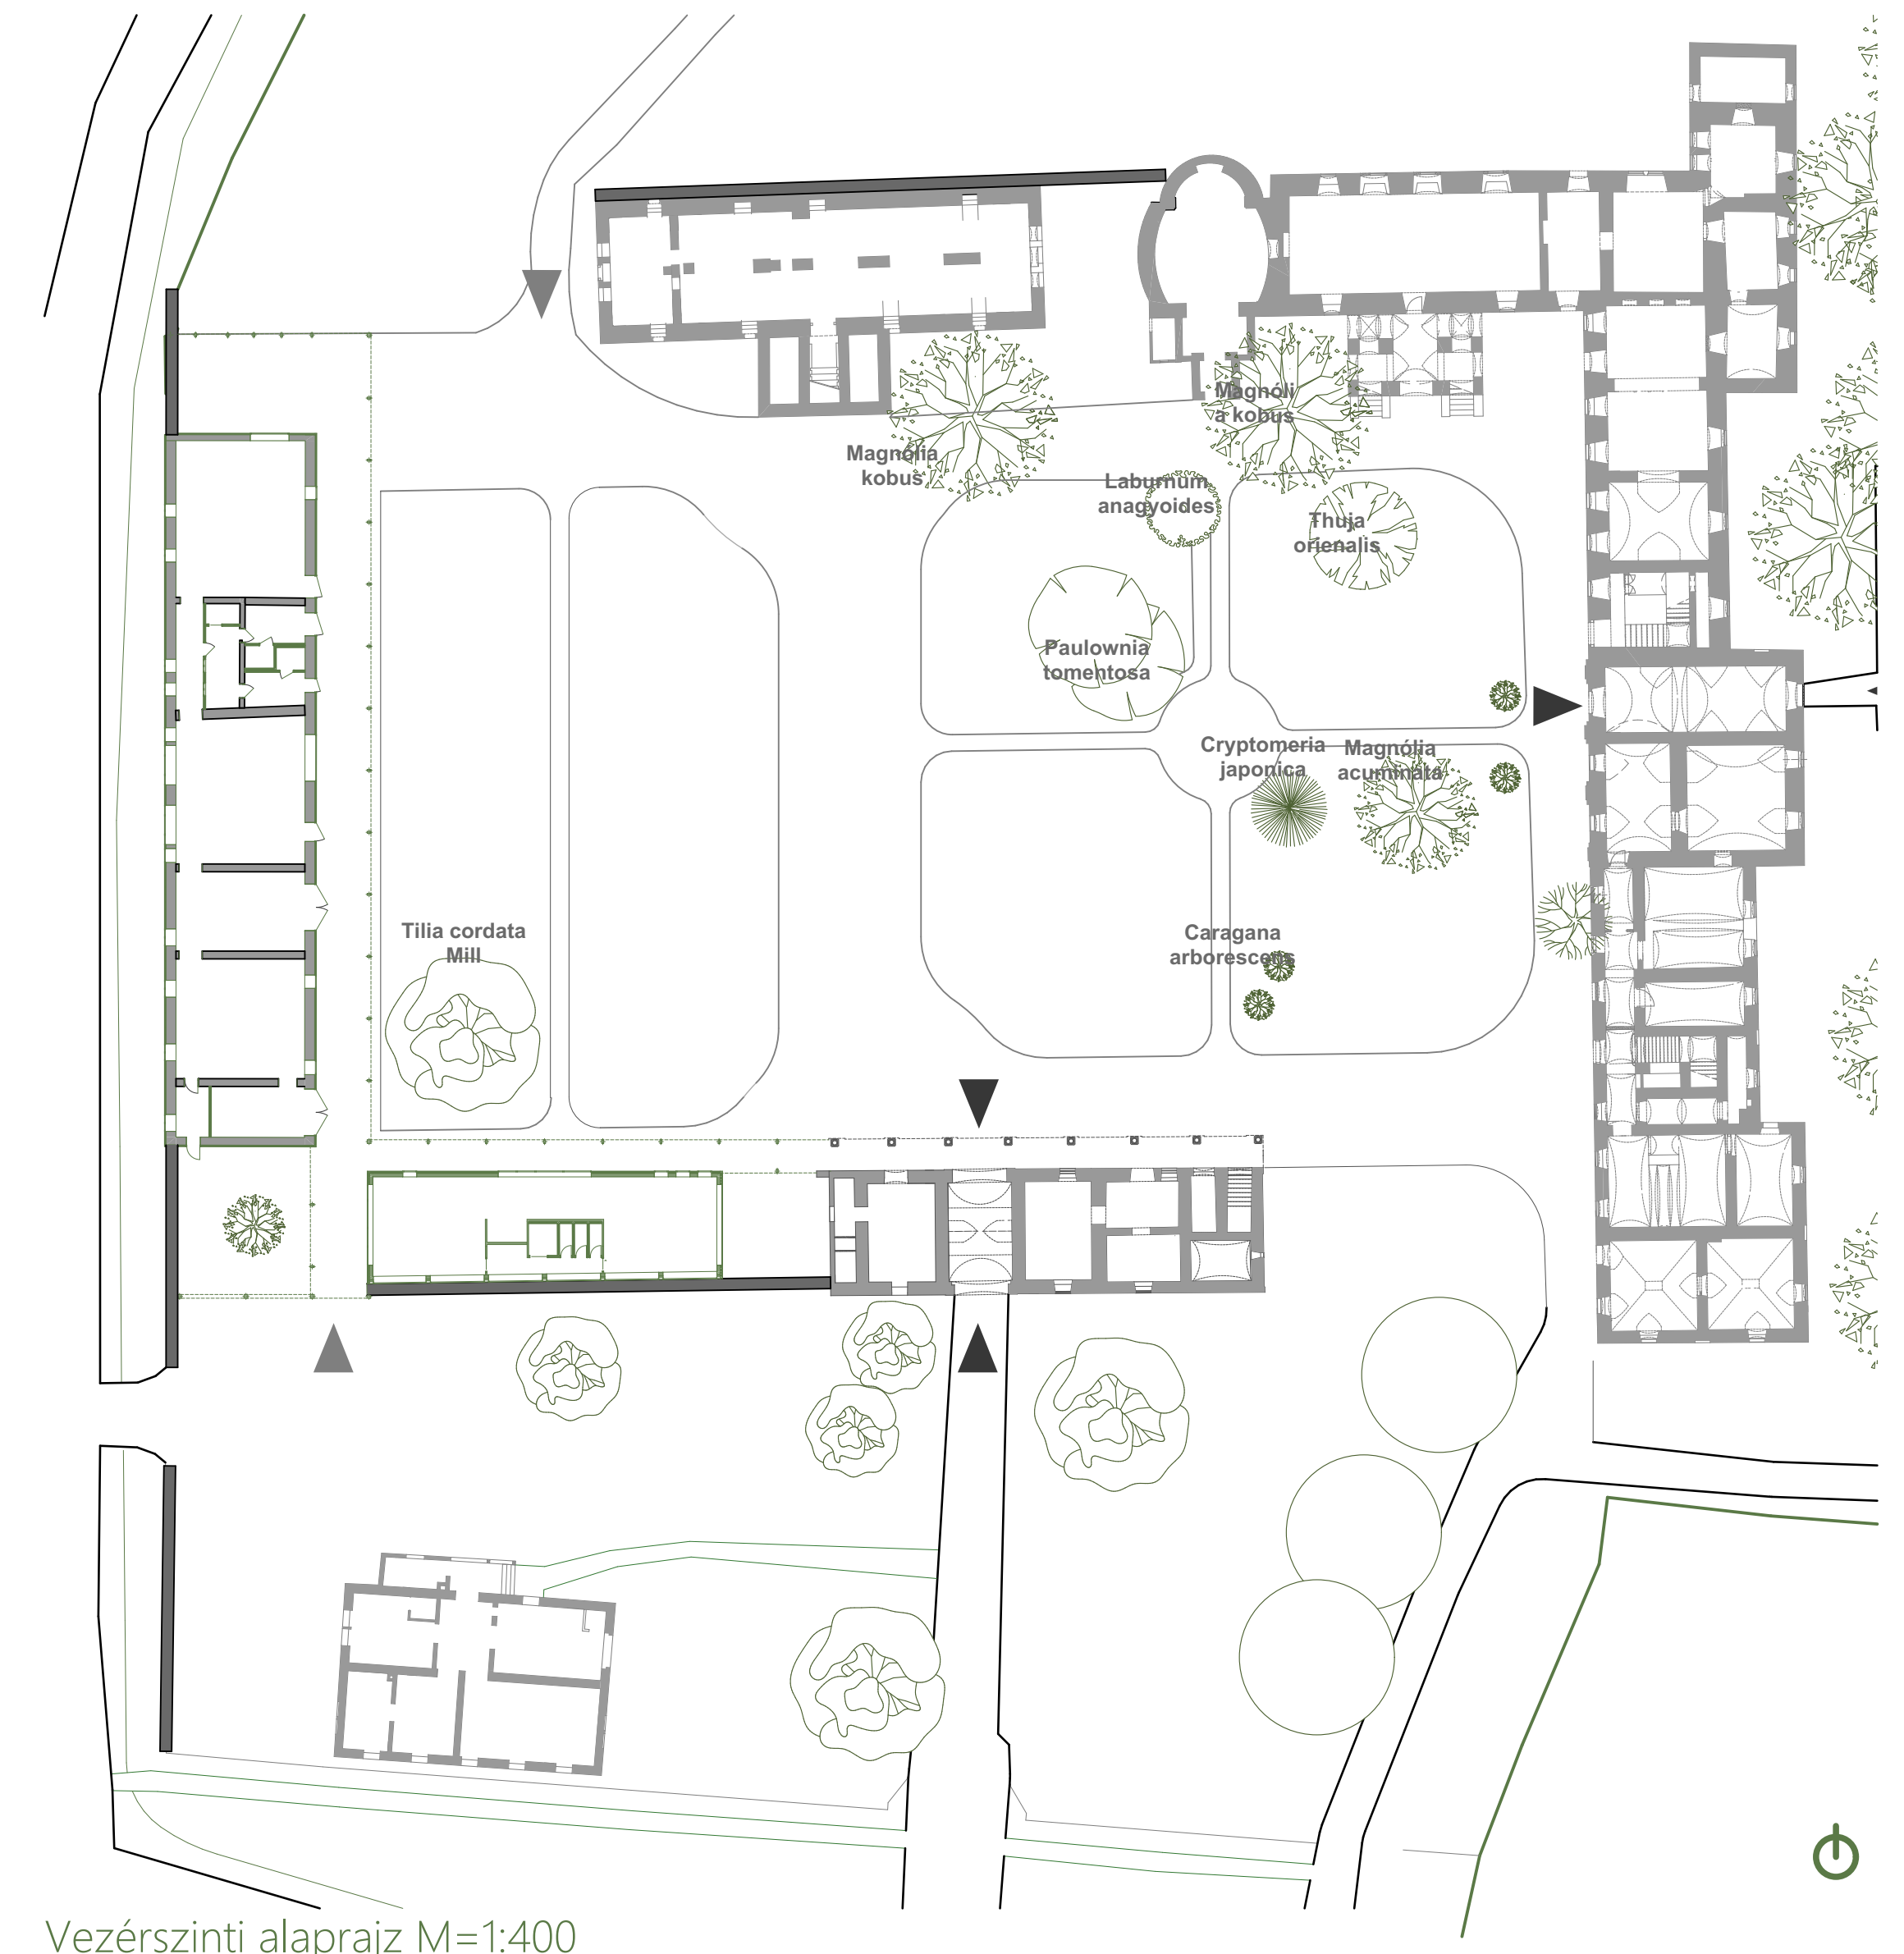 Magnóli
a kobus
Magnólia
kobus
Laburnum
anagyoides
Thuja
orienalis
Paulownia
tomentosa
Cryptomeria
japonica
Magnólia
acuminata
Tilia cordata
Mill
Caragana
arborescens
Vezérszinti alaprajz M=1:400